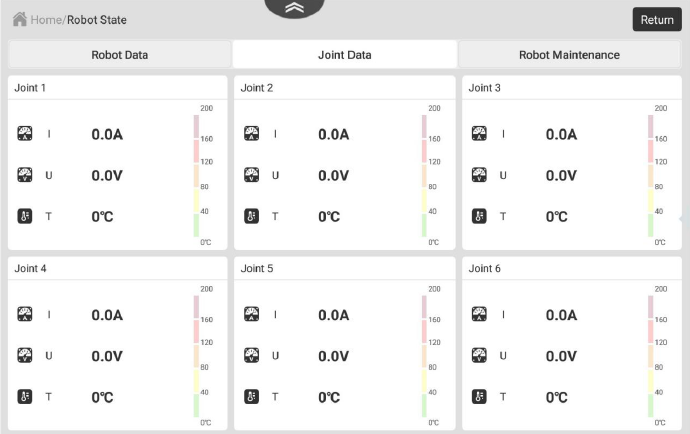 Home/Robot State
Return
Robot Data Joint Data Robot Maintenance
Joint 1
200
I 0.0A
160
120
U 0.0V
80
T 0℃
40
0℃
Joint 2
200
I 0.0A
160
120
U 0.0V
80
T 0℃
40
0℃
Joint 3
200
I 0.0A
160
120
U 0.0V
80
T 0℃
40
0℃
Joint 4
200
I 0.0A
160
120
U 0.0V
80
T 0℃
40
0℃
Joint 5
200
I 0.0A
160
120
U 0.0V
80
T 0℃
40
0℃
Joint 6
200
I 0.0A
160
120
U 0.0V
80
T 0℃
40
0℃